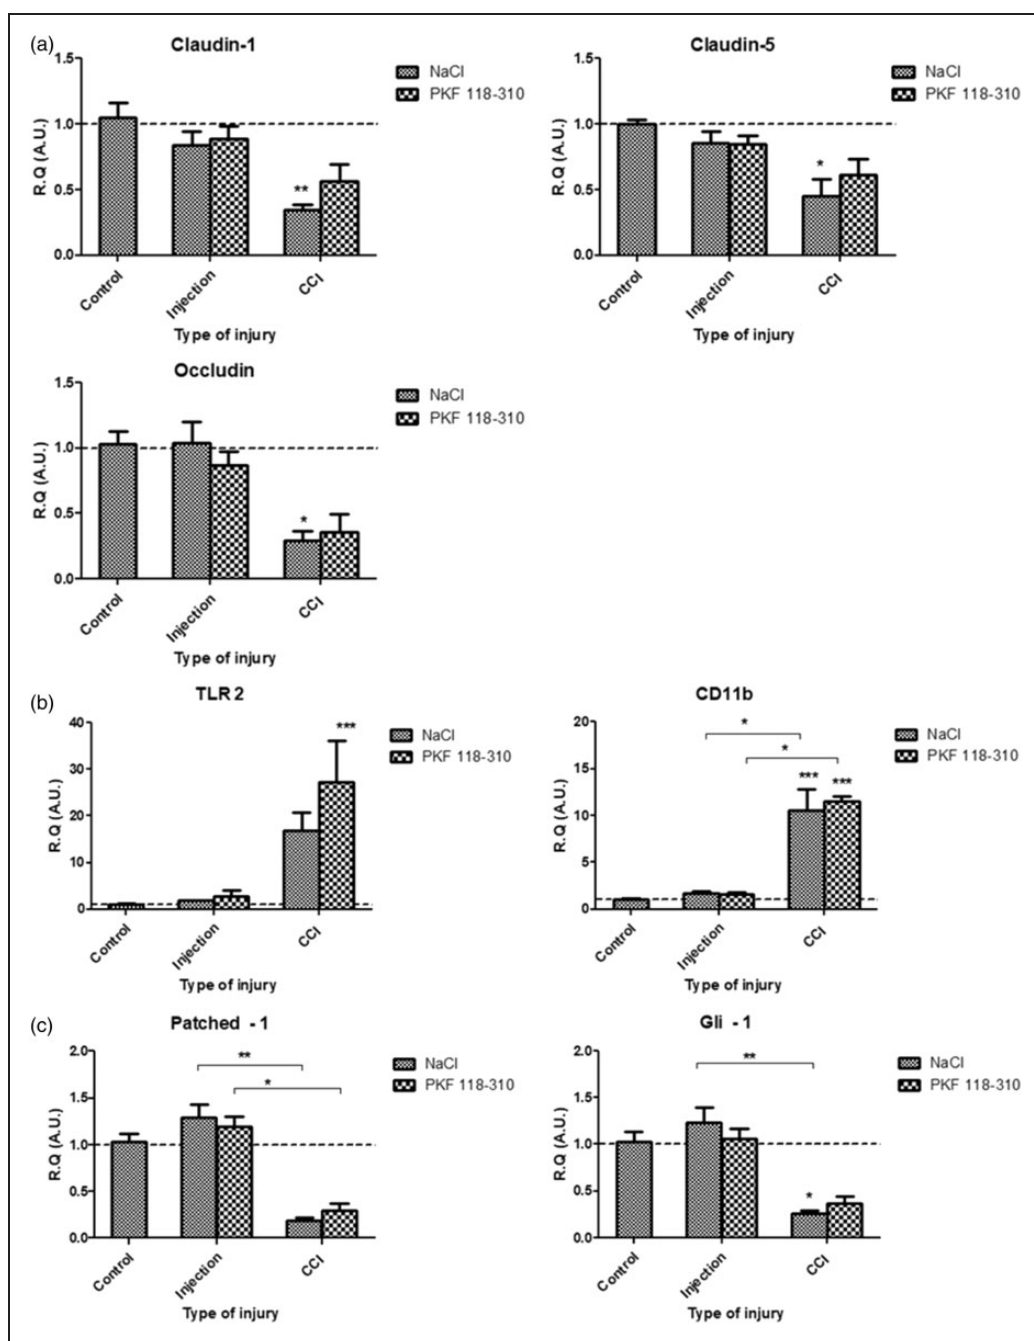 (a)
Claudin-1
1.5
1.0
0.5
0.0
R.Q (A.U.)
**
NaCl
PKF 118-310
Control
Injection
CCI
Type of injury
Claudin-5
1.5
1.0
0.5
0.0
R.Q (A.U.)
*
NaCl
PKF 118-310
Control
Injection
CCI
Type of injury
Occludin
1.5
1.0
0.5
0.0
R.Q (A.U.)
*
NaCl
PKF 118-310
Control
Injection
CCI
Type of injury
(b)
TLR 2
40
30
20
10
0
R.Q (A.U.)
***
NaCl
PKF 118-310
Control
Injection
CCI
Type of injury
CD11b
20
15
10
5
0
R.Q (A.U.)
*
*
*** ***
NaCl
PKF 118-310
Control
Injection
CCI
Type of injury
(c)
Patched - 1
2.0
1.5
1.0
0.5
0.0
R.Q (A.U.)
**
*
NaCl
PKF 118-310
Control
Injection
CCI
Type of injury
Gli - 1
2.0
1.5
1.0
0.5
0.0
R.Q (A.U.)
**
*
NaCl
PKF 118-310
Control
Injection
CCI
Type of injury